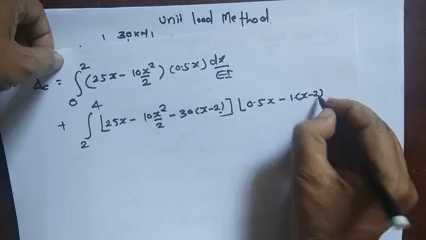 Unit load Method
1 30kN,
Δc = ∫₀² (25x - 10x²/2) (0.5x) dx/EI
+ ∫₂⁴ [25x - 10x²/2 - 30(x-2)] [0.5x - 1(x-2)